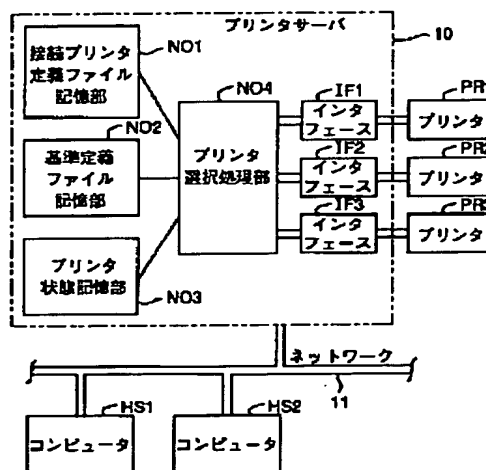 プリンタサーバ
10
NO1
接続プリンタ
定義ファイル
記憶部
NO2
基準定義
ファイル
記憶部
プリンタ
状態記憶部
NO3
NO4
プリンタ
選択処理部
IF1
インタ
フェース
IF2
インタ
フェース
IF3
インタ
フェース
プリンタ
プリンタ
プリンタ
ネットワーク
11
HS1
コンピュータ
HS2
コンピュータ